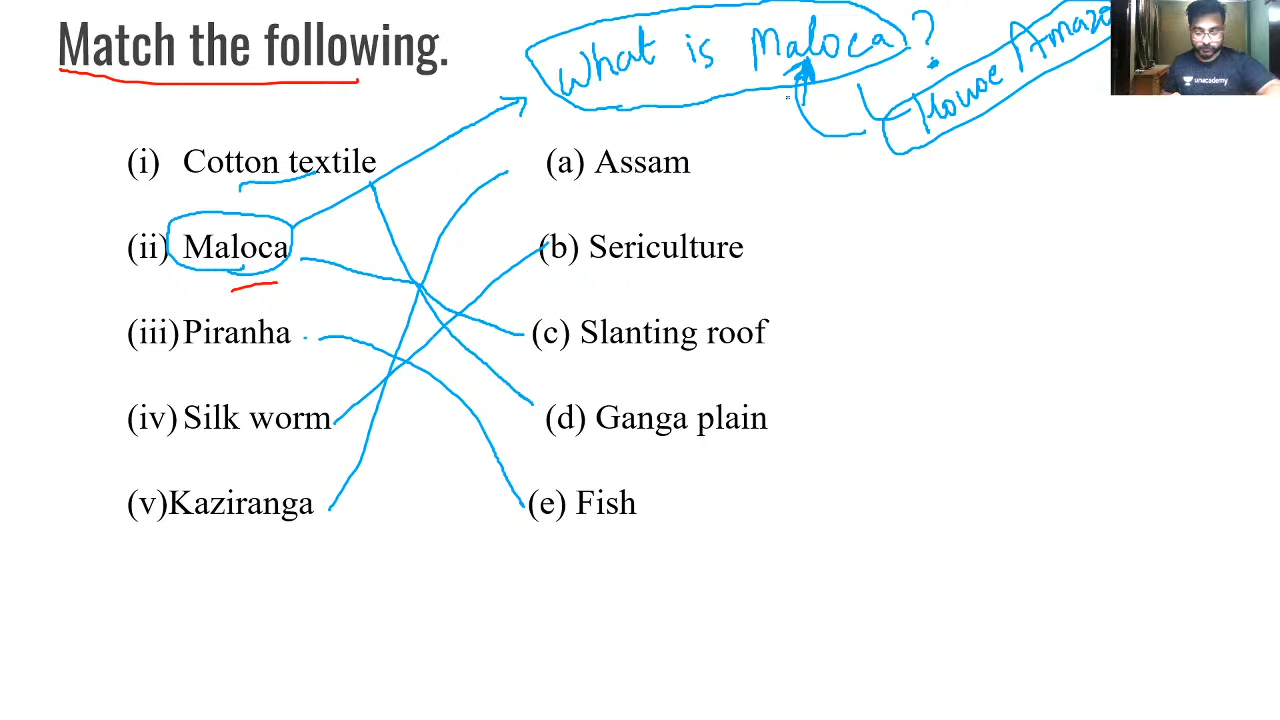 Match the following.
What is Maloca ?
House Amazo
unacademy
(i) Cotton textile
(a) Assam
(ii) Maloca
(b) Sericulture
(iii) Piranha
(c) Slanting roof
(iv) Silk worm
(d) Ganga plain
(v) Kaziranga
(e) Fish